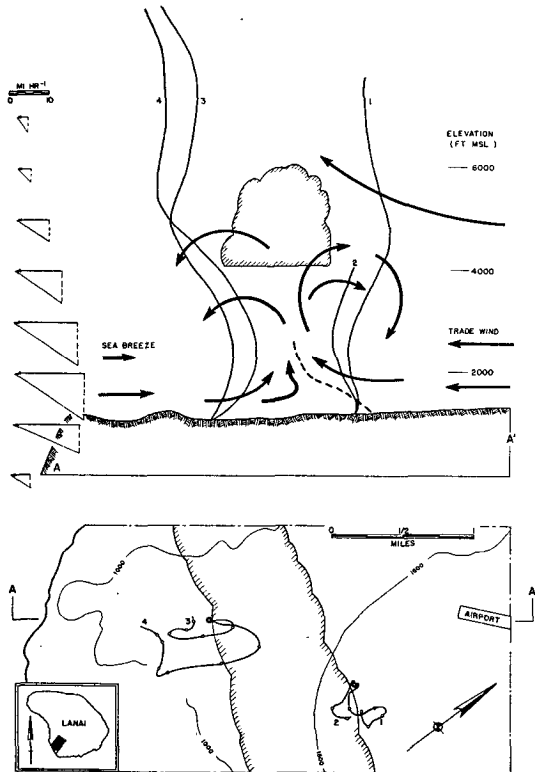 MI HR⁻¹
0 10
4 3 1
ELEVATION
(FT MSL)
6000
2
4000
SEA BREEZE
TRADE WIND
2000
A A'
0 1/2
MILES
1000
1600
A A
AIRPORT
4 3
2 1
1000
1600
LANAI